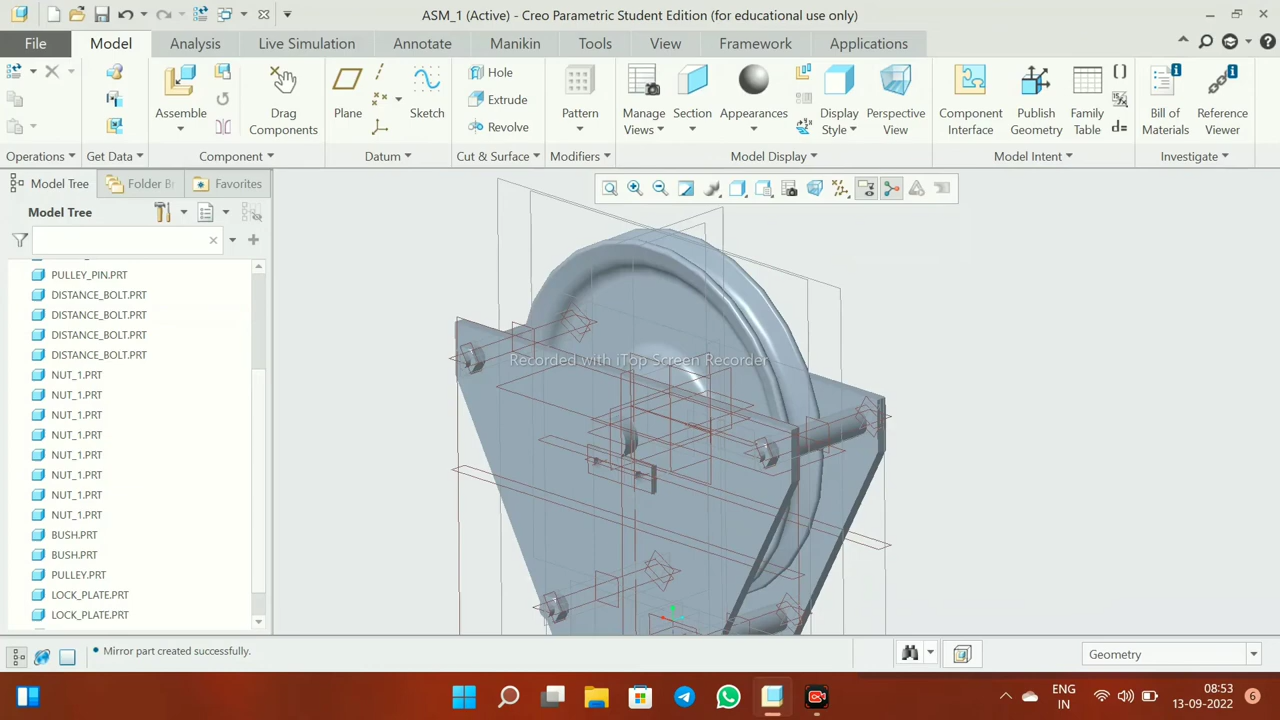 ASM_1 (Active) - Creo Parametric Student Edition (for educational use only)
File Model Analysis Live Simulation Annotate Manikin Tools View Framework Applications
Operations
Get Data
Assemble
Drag Components
Component
Plane
Sketch
Datum
Hole
Extrude
Revolve
Cut & Surface
Pattern
Modifiers
Manage Views
Section
Appearances
Display Style
Perspective View
Model Display
Component Interface
Publish Geometry
Family Table
Model Intent
Bill of Materials
Reference Viewer
Investigate
Model Tree Folder B Favorites
Model Tree
PULLEY_PIN.PRT
DISTANCE_BOLT.PRT
DISTANCE_BOLT.PRT
DISTANCE_BOLT.PRT
DISTANCE_BOLT.PRT
NUT_1.PRT
NUT_1.PRT
NUT_1.PRT
NUT_1.PRT
NUT_1.PRT
NUT_1.PRT
NUT_1.PRT
NUT_1.PRT
BUSH.PRT
BUSH.PRT
PULLEY.PRT
LOCK_PLATE.PRT
LOCK_PLATE.PRT
Recorded with iTop Screen Recorder
Mirror part created successfully.
Geometry
ENG
IN
08:53
13-09-2022
6